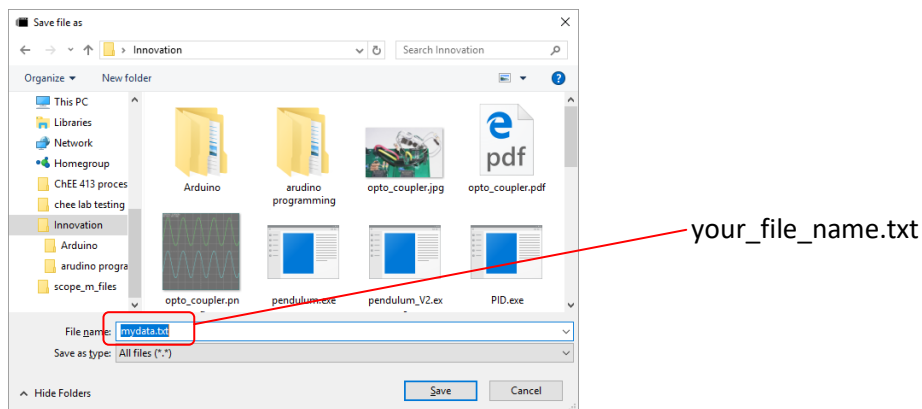 Save file as
Innovation
Search Innovation
Organize
New folder
This PC
Libraries
Network
Homegroup
ChEE 413 proces
chee lab testing
Innovation
Arduino
arudino progra
scope_m_files
Arduino
arudino
programming
opto_coupler.jpg
pdf
opto_coupler.pdf
opto_coupler.pn
pendulum.exe
pendulum_V2.ex
PID.exe
your_file_name.txt
File name: mydata.txt
Save as type: All files (*.*)
Hide Folders
Save
Cancel